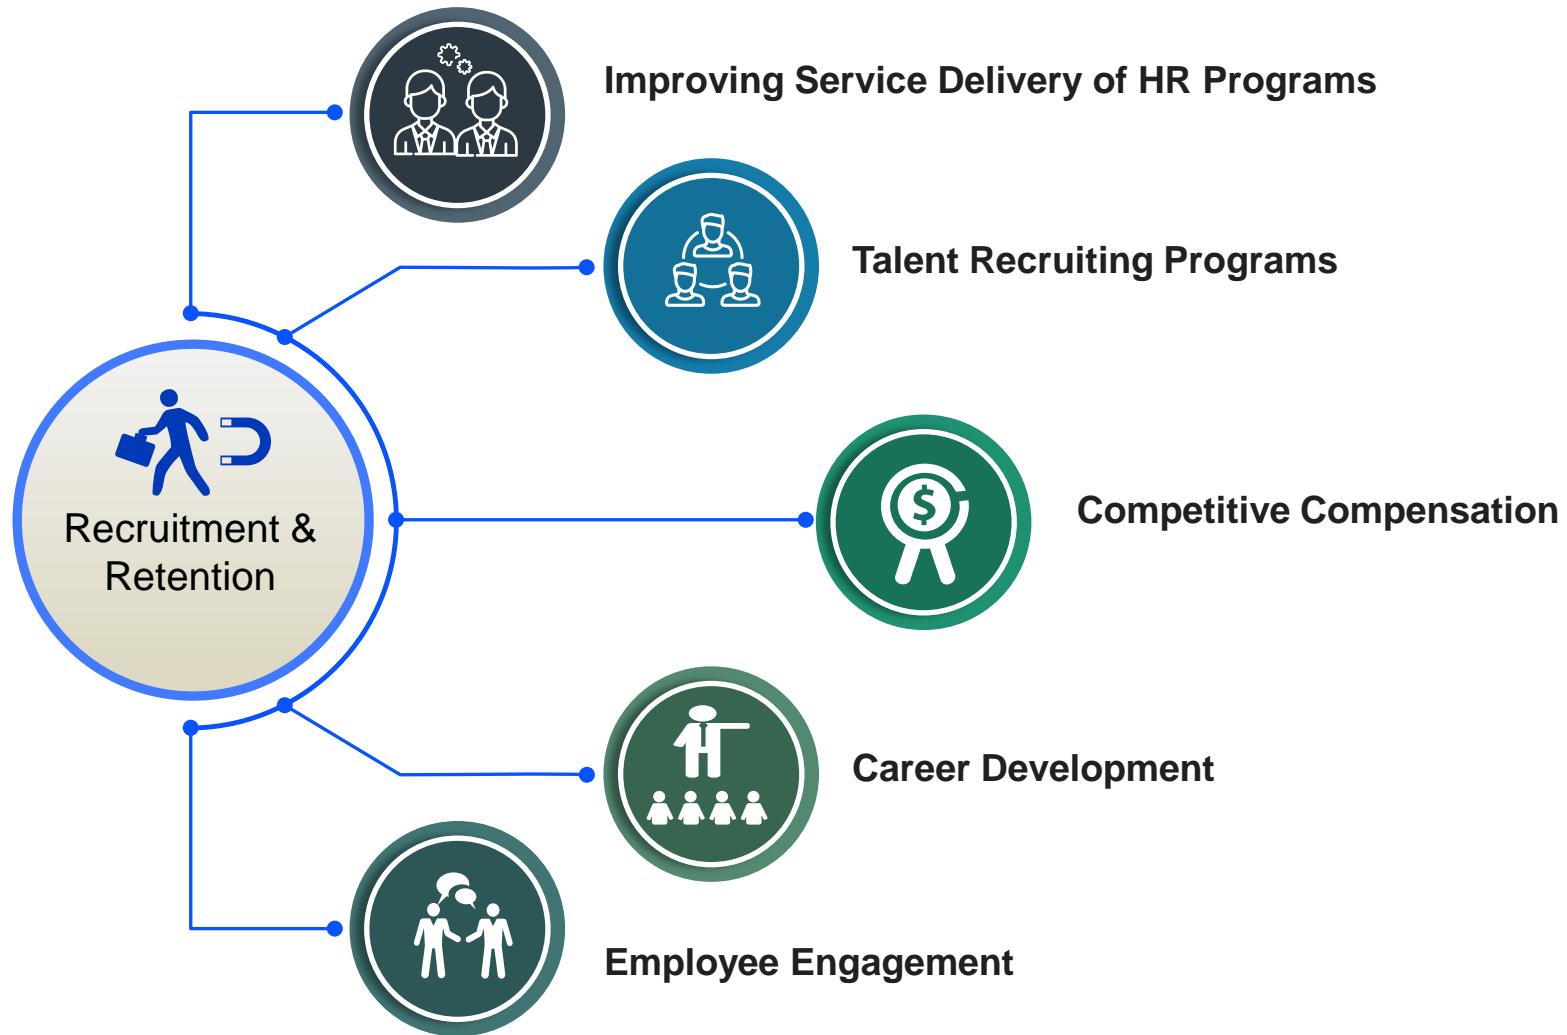 Improving Service Delivery of HR Programs
Talent Recruiting Programs
Recruitment &
Retention
$
Competitive Compensation
Career Development
Employee Engagement